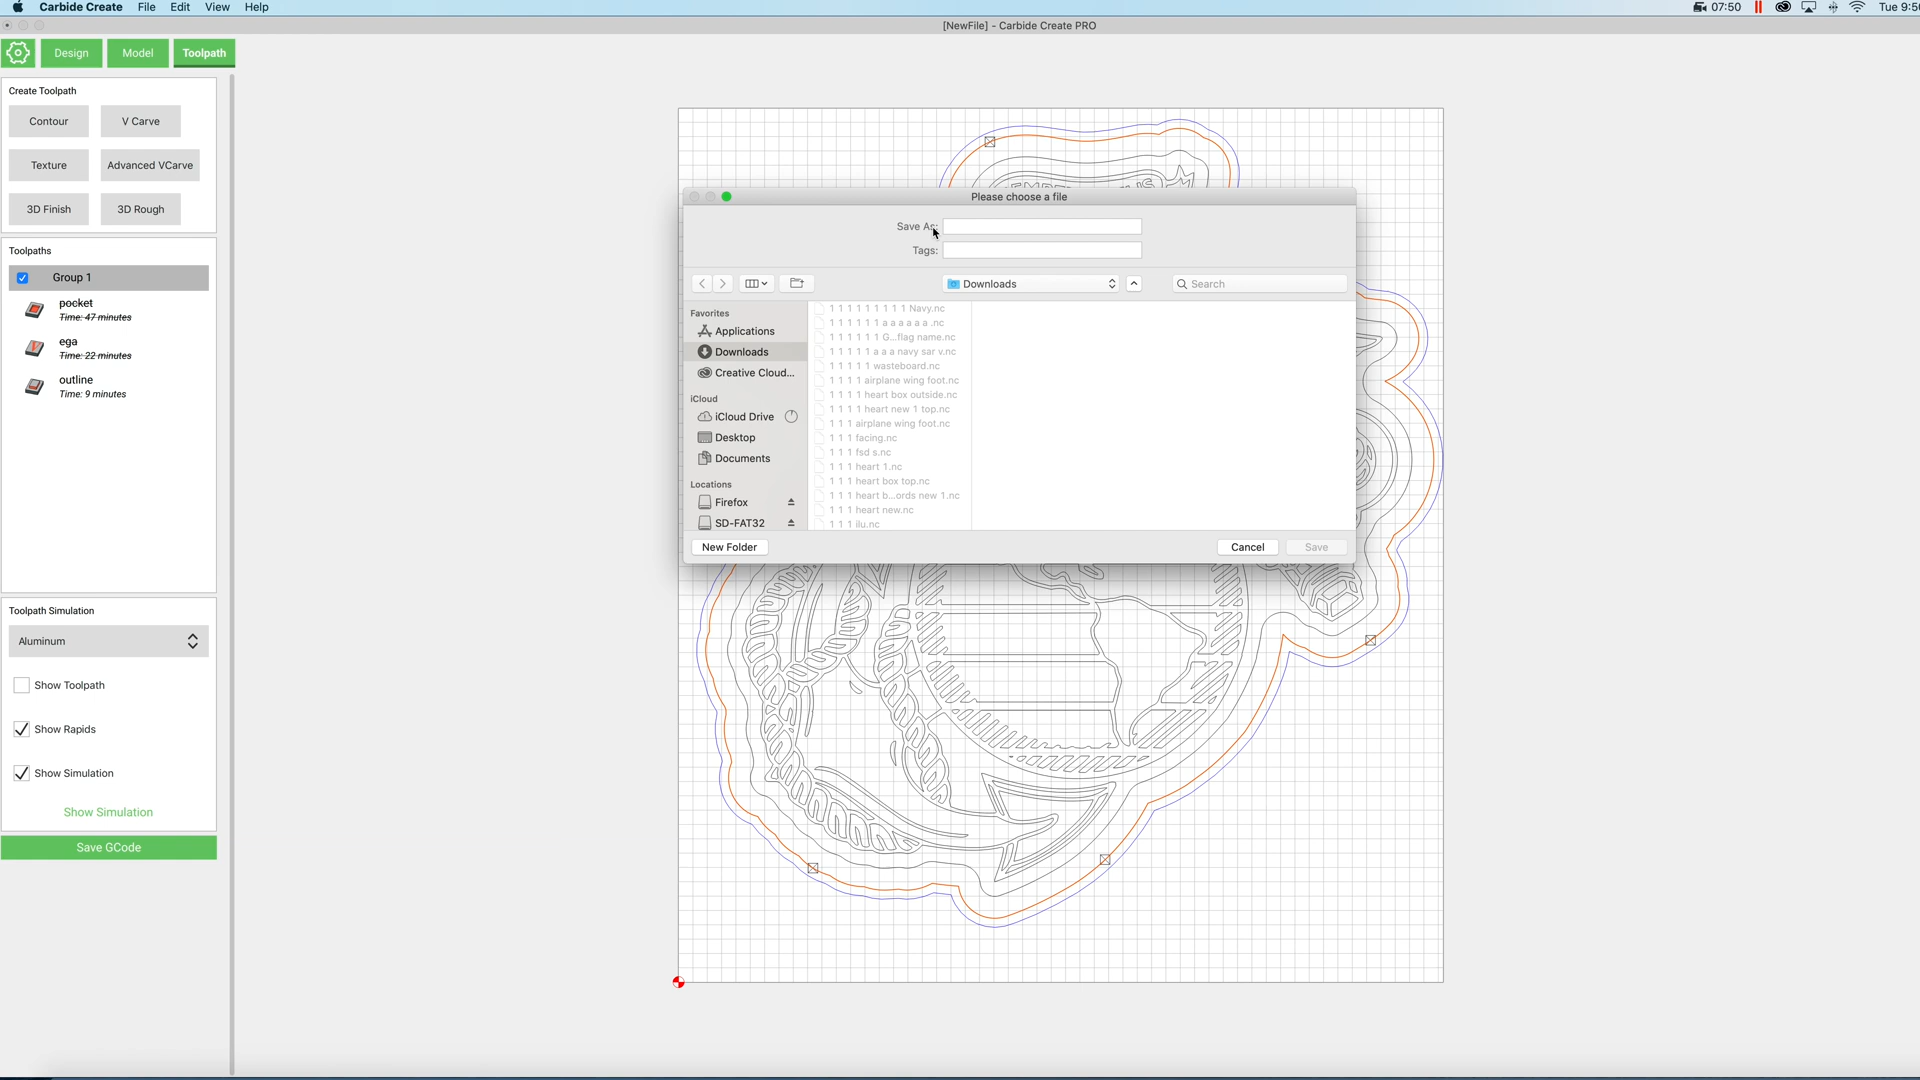 Carbide Create File Edit View Help 07:50 Tue 9:50
[NewFile] - Carbide Create PRO
Design Model Toolpath
Create Toolpath
Contour V Carve
Texture Advanced VCarve
3D Finish 3D Rough
Toolpaths
Group 1
pocket
Time: 47 minutes
ega
Time: 22 minutes
outline
Time: 9 minutes
Toolpath Simulation
Aluminum
Show Toolpath
Show Rapids
Show Simulation
Show Simulation
Save GCode
Please choose a file
Save As:
Tags:
Downloads
Search
Favorites
Applications
Downloads
Creative Cloud...
iCloud
iCloud Drive
Desktop
Documents
Locations
Firefox
SD-FAT32
1 1 1 1 1 1 1 1 1 Navy.nc
1 1 1 1 1 1 a a a a a a .nc
1 1 1 1 1 1 G...flag name.nc
1 1 1 1 1 a a a navy sar v.nc
1 1 1 1 1 wasteboard.nc
1 1 1 1 airplane wing foot.nc
1 1 1 1 heart box outside.nc
1 1 1 1 heart new 1 top.nc
1 1 1 airplane wing foot.nc
1 1 1 facing.nc
1 1 1 fsd s.nc
1 1 1 heart 1.nc
1 1 1 heart box top.nc
1 1 1 heart b...ords new 1.nc
1 1 1 heart new.nc
1 1 1 ilu.nc
New Folder
Cancel Save